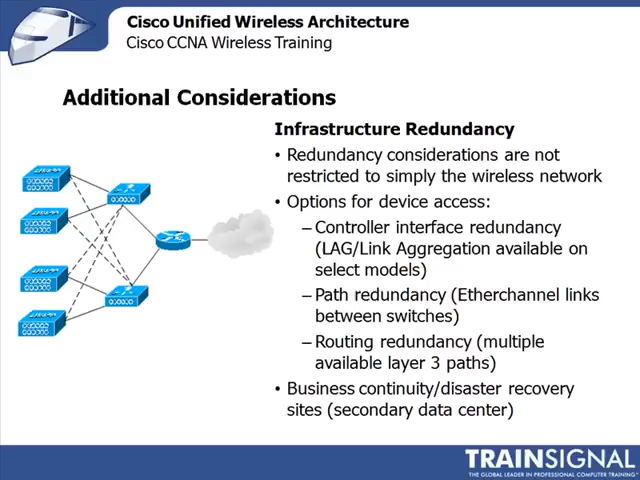 Cisco Unified Wireless Architecture
Cisco CCNA Wireless Training
Additional Considerations
Infrastructure Redundancy
• Redundancy considerations are not
restricted to simply the wireless network
• Options for device access:
– Controller interface redundancy
(LAG/Link Aggregation available on
select models)
– Path redundancy (Etherchannel links
between switches)
– Routing redundancy (multiple
available layer 3 paths)
• Business continuity/disaster recovery
sites (secondary data center)
TRAINSIGNAL
THE GLOBAL LEADER IN PROFESSIONAL COMPUTER TRAINING